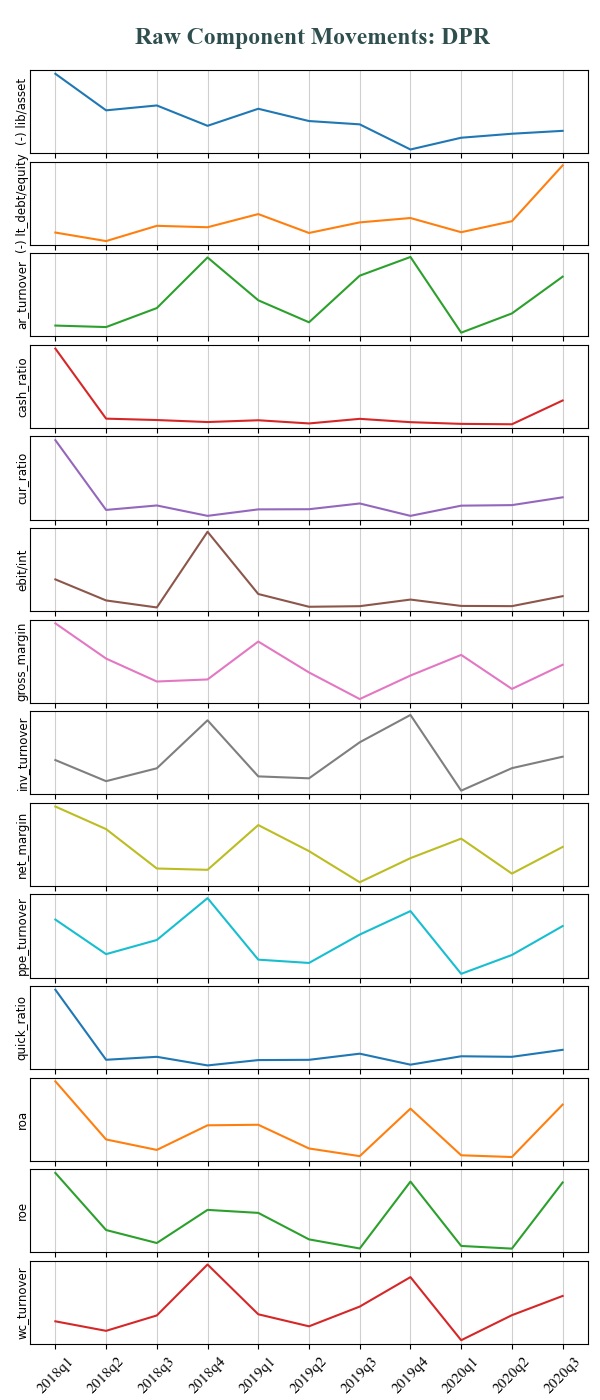 Raw Component Movements: DPR
(-) lib/asset
(-) lt_debt/equity
ar_turnover
cash_ratio
cur_ratio
ebit/int
gross_margin
inv_turnover
net_margin
ppe_turnover
quick_ratio
roa
roe
wc_turnover
2018q1 2018q2 2018q3 2018q4 2019q1 2019q2 2019q3 2019q4 2020q1 2020q2 2020q3